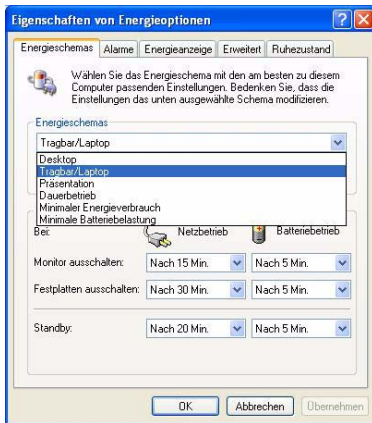 Eigenschaften von Energieoptionen
Energieschemas Alarme Energieanzeige Erweitert Ruhezustand
Wählen Sie das Energieschema mit den am besten zu diesem
Computer passenden Einstellungen. Bedenken Sie, dass die
Einstellungen das unten ausgewählte Schema modifizieren.
Energieschemas
Tragbar/Laptop
Desktop
Tragbar/Laptop
Präsentation
Dauerbetrieb
Minimaler Energieverbrauch
Minimale Batteriebelastung
Bei: Netzbetrieb Batteriebetrieb
Monitor ausschalten: Nach 15 Min. Nach 5 Min.
Festplatten ausschalten: Nach 30 Min. Nach 5 Min.
Standby: Nach 20 Min. Nach 5 Min.
OK Abbrechen Übernehmen